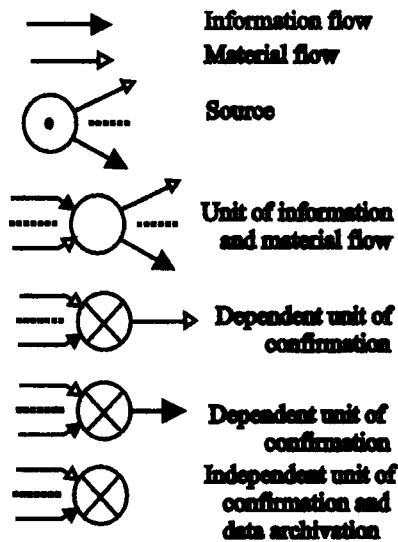 Information flow
Material flow
Source
Unit of information
and material flow
Dependent unit of
confirmation
Dependent unit of
confirmation
Independent unit of
confirmation and
data archivation